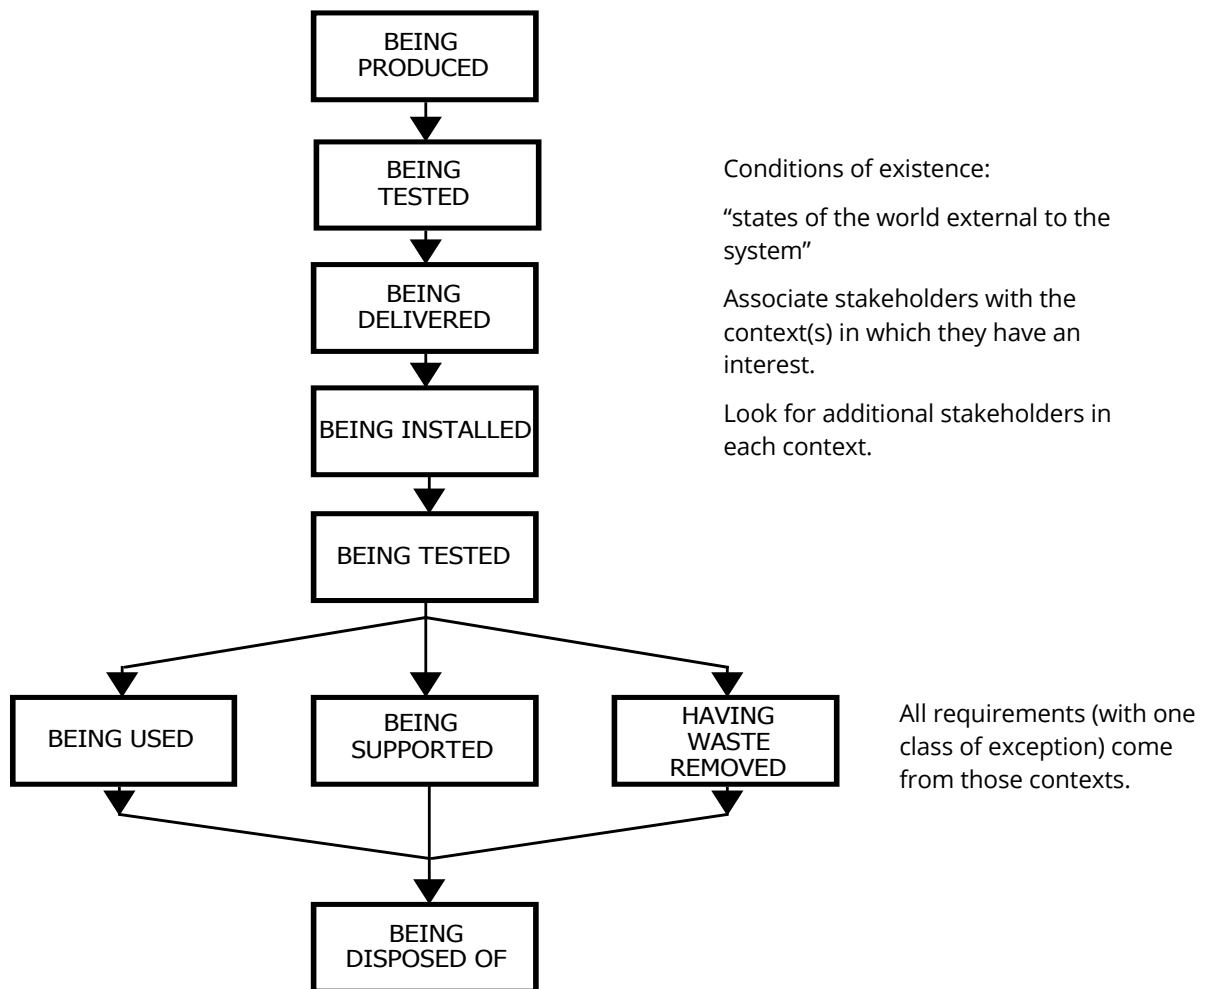 BEING
PRODUCED
BEING
TESTED
Conditions of existence:
“states of the world external to the
system”
BEING
DELIVERED
Associate stakeholders with the
context(s) in which they have an
interest.
BEING INSTALLED
Look for additional stakeholders in
each context.
BEING TESTED
BEING USED
BEING
SUPPORTED
HAVING
WASTE
REMOVED
All requirements (with one
class of exception) come
from those contexts.
BEING
DISPOSED OF